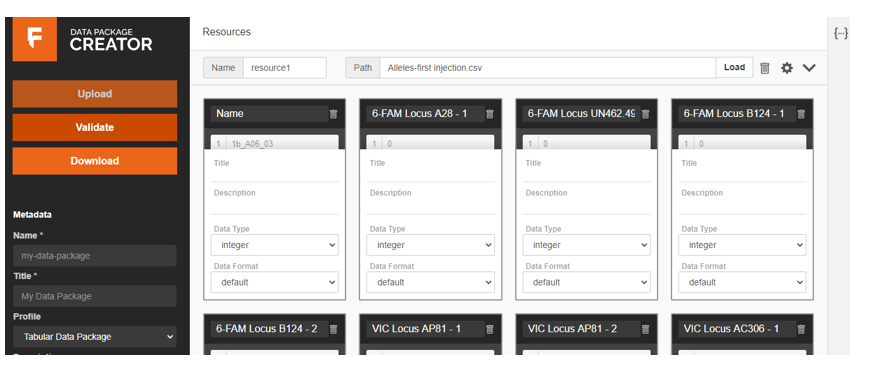 DATA PACKAGE
CREATOR
Upload
Validate
Download
Metadata
Name *
my-data-package
Title *
My Data Package
Profile
Tabular Data Package
Resources
{···}
Name resource1 Path Alleles-first injection.csv Load
Name 6-FAM Locus A28 - 1 6-FAM Locus UN462.49 6-FAM Locus B124 - 1
1 1b_A06_03 1 0 1 0 1 0
Title Title Title Title
Description Description Description Description
Data Type Data Type Data Type Data Type
integer integer integer integer
Data Format Data Format Data Format Data Format
default default default default
6-FAM Locus B124 - 2 VIC Locus AP81 - 1 VIC Locus AP81 - 2 VIC Locus AC306 - 1